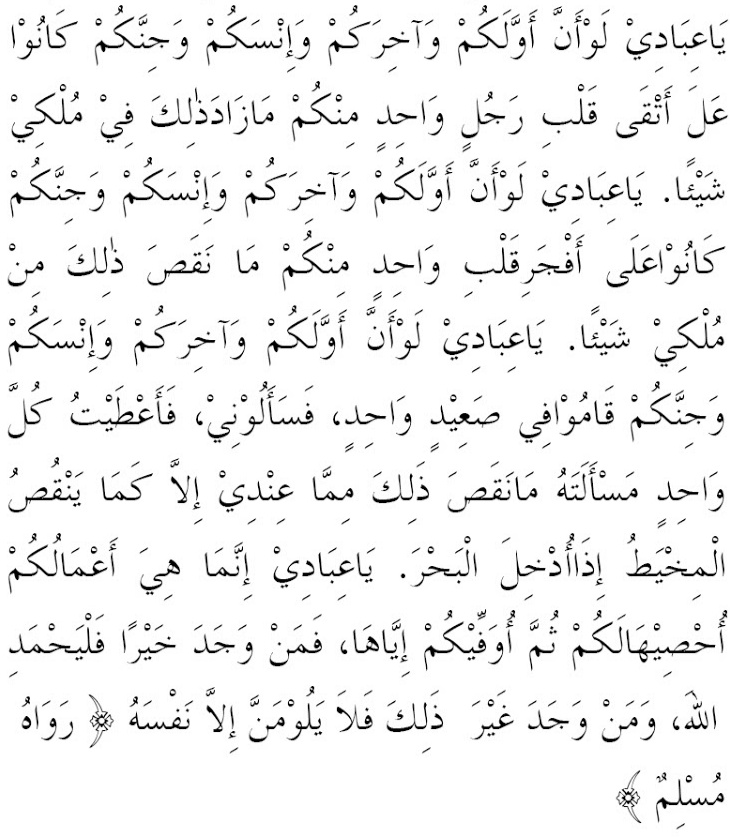 يَاعِبَادِيْ لَوْأَنَّ أَوَّلَكُمْ وَآخِرَكُمْ وَإِنْسَكُمْ وَجِنَّكُمْ كَانُوْا
عَلَ أَتْقَى قَلْبِ رَجُلٍ وَاحِدٍ مِنْكُمْ مَازَادَذٰلِكَ فِيْ مُلْكِيْ
شَيْئًا. يَاعِبَادِيْ لَوْأَنَّ أَوَّلَكُمْ وَآخِرَكُمْ وَإِنْسَكُمْ وَجِنَّكُمْ
كَانُوْاعَلَى أَفْجَرِقَلْبِ وَاحِدٍ مِنْكُمْ مَا نَقَصَ ذٰلِكَ مِنْ
مُلْكِيْ شَيْئًا. يَاعِبَادِيْ لَوْأَنَّ أَوَّلَكُمْ وَآخِرَكُمْ وَإِنْسَكُمْ
وَجِنَّكُمْ قَامُوْافِي صَعِيْدٍ وَاحِدٍ، فَسَأَلُوْنِيْ، فَأَعْطَيْتُ كُلَّ
وَاحِدٍ مَسْأَلَتَهُ مَانَقَصَ ذَلِكَ مِمَّا عِنْدِيْ إِلاَّ كَمَا يَنْقُصُ
الْمِخْيَطُ إِذَاأُدْخِلَ الْبَحْرَ. يَاعِبَادِيْ إِنَّمَا هِيَ أَعْمَالُكُمْ
أُحْصِيْهَالَكُمْ ثُمَّ أُوَفِّيْكُمْ إِيَّاهَا، فَمَنْ وَجَدَ خَيْرًا فَلْيَحْمَدِ
اللهَ، وَمَنْ وَجَدَ غَيْرَ ذَلِكَ فَلاَ يَلُوْمَنَّ إِلاَّ نَفْسَهُ ﴿ رَوَاهُ
مُسْلِمٌ ﴾